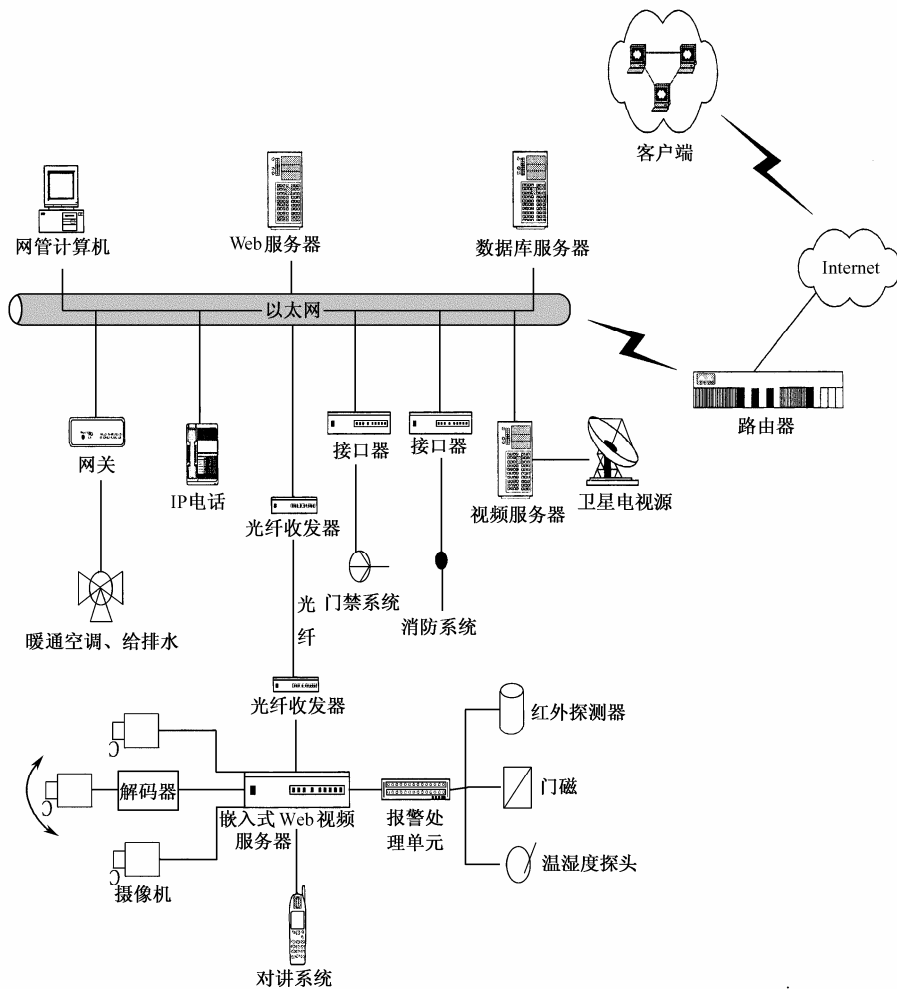 客户端
网管计算机
Web服务器
数据库服务器
Internet
以太网
路由器
网关
IP电话
接口器
接口器
视频服务器
卫星电视源
光纤收发器
门禁系统
消防系统
光
纤
暖通空调、给排水
光纤收发器
红外探测器
解码器
门磁
嵌入式Web视频
服务器
报警处
理单元
温湿度探头
摄像机
对讲系统